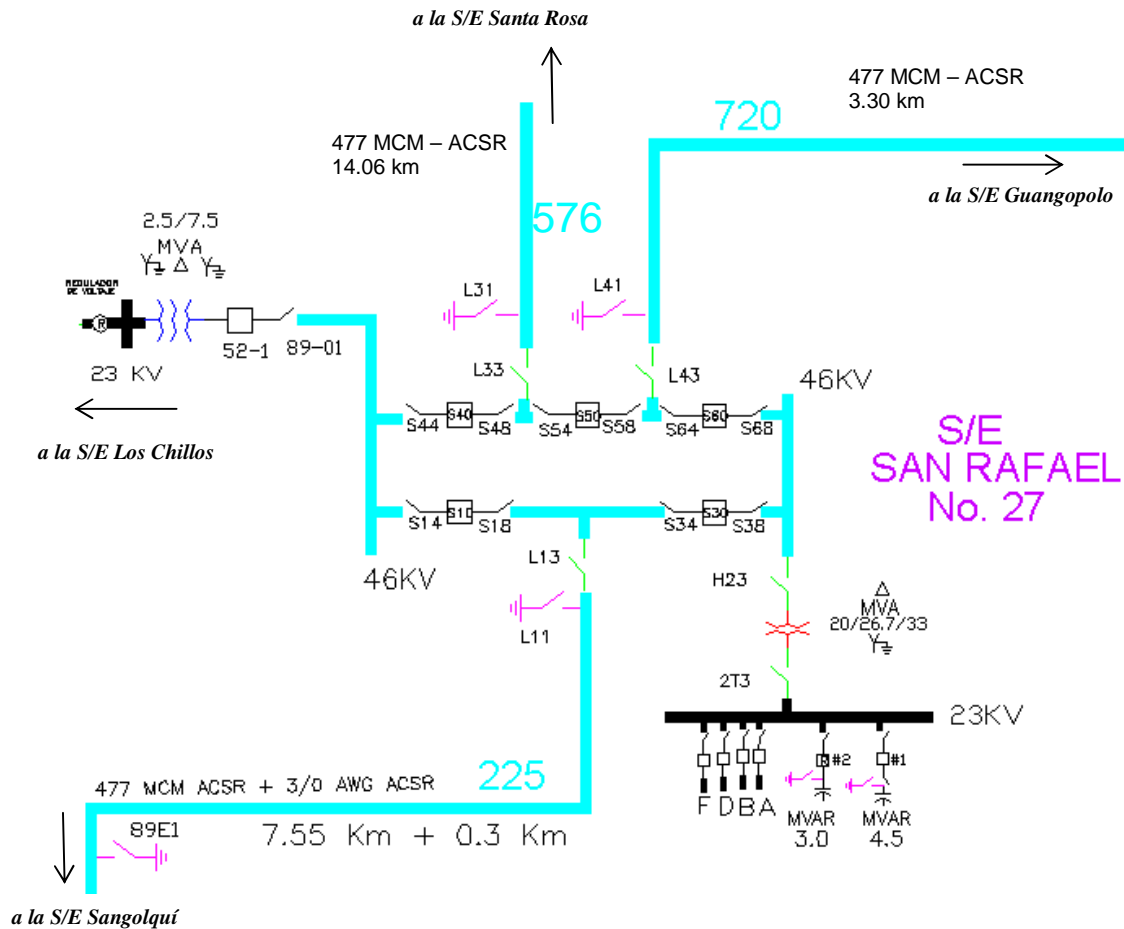 a la S/E Santa Rosa
477 MCM – ACSR
3.30 km
720
477 MCM – ACSR
14.06 km
a la S/E Guangopolo
576
2.5/7.5
MVA
REGULADOR
DE VOLTAJE
R
52-1
89-01
23 KV
L31
L41
L33
L43
46KV
a la S/E Los Chillos
S44
S40
S48
S54
S50
S58
S64
S60
S68
S/E
SAN RAFAEL
No. 27
S14
S10
S18
S34
S30
S38
46KV
L13
L11
H23
MVA
20/26.7/33
2T3
23KV
#2
#1
F
D
B
A
MVAR
3.0
MVAR
4.5
477 MCM ACSR + 3/0 AWG ACSR
225
7.55 Km + 0.3 Km
89E1
a la S/E Sangolquí